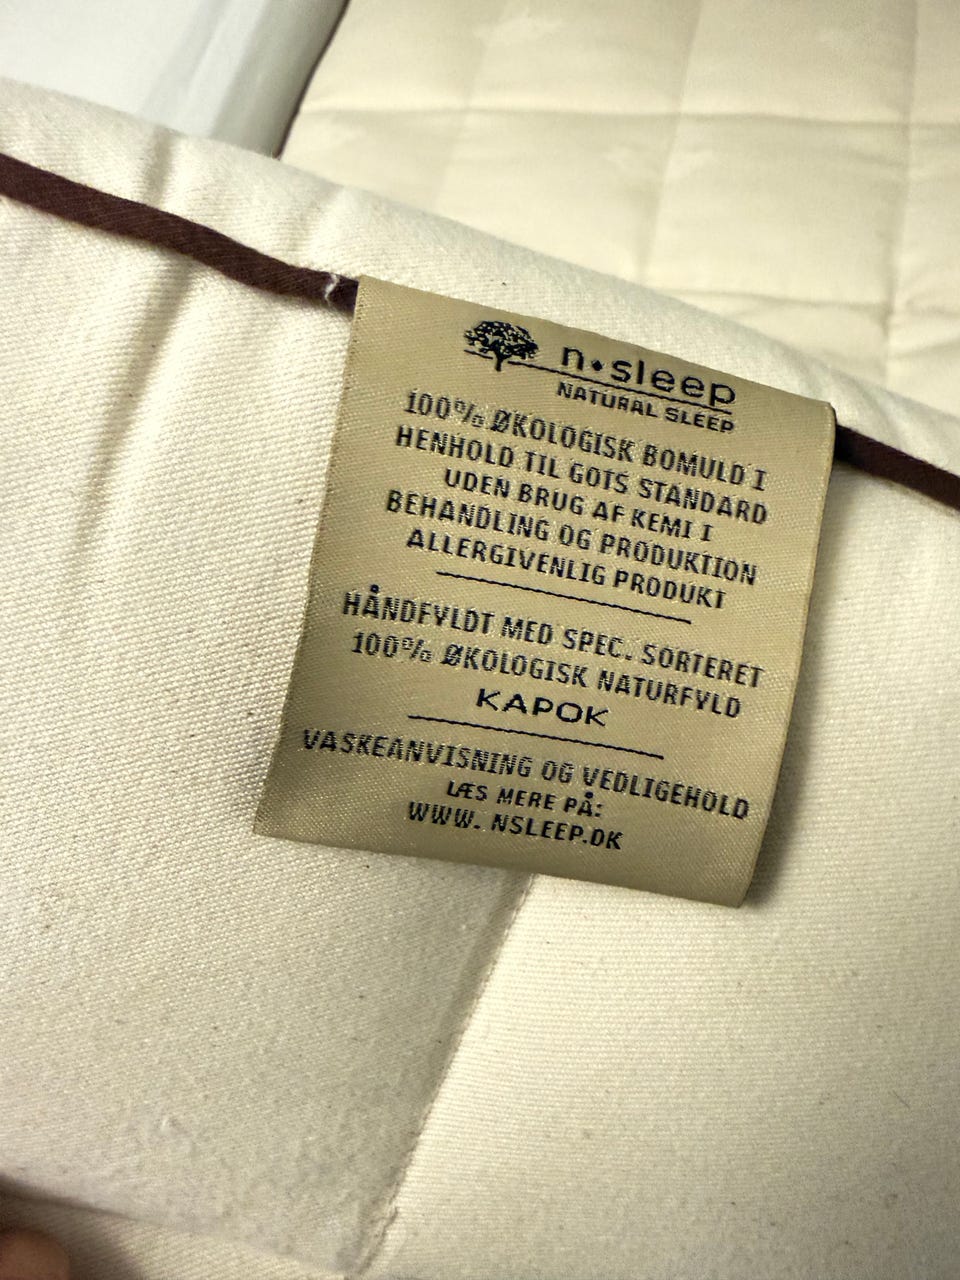 n•sleep
NATURAL SLEEP
100% ØKOLOGISK BOMULD I
HENHOLD TIL GOTS STANDARD
UDEN BRUG AF KEMI I
BEHANDLING OG PRODUKTION
ALLERGIVENLIG PRODUKT
HÅNDFYLDT MED SPEC. SORTERET
100% ØKOLOGISK NATURFYLD
KAPOK
VASKEANVISNING OG VEDLIGEHOLD
LÆS MERE PÅ:
WWW. NSLEEP.DK